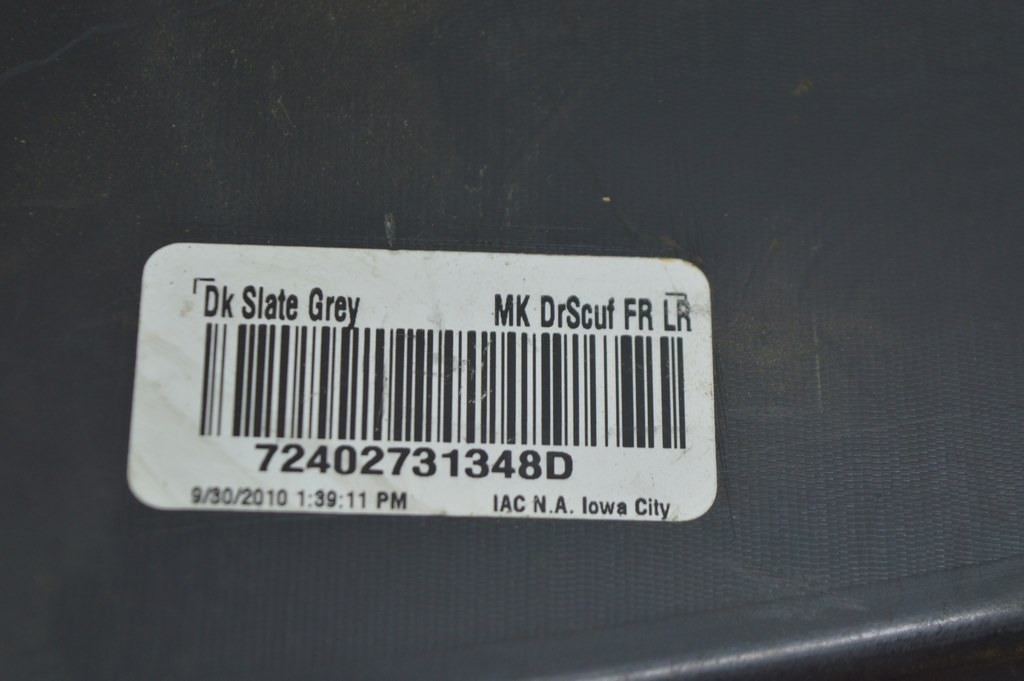 Dk Slate Grey MK DrScuf FR LR
72402731348D
9/30/2010 1:39:11 PM IAC N.A. Iowa City